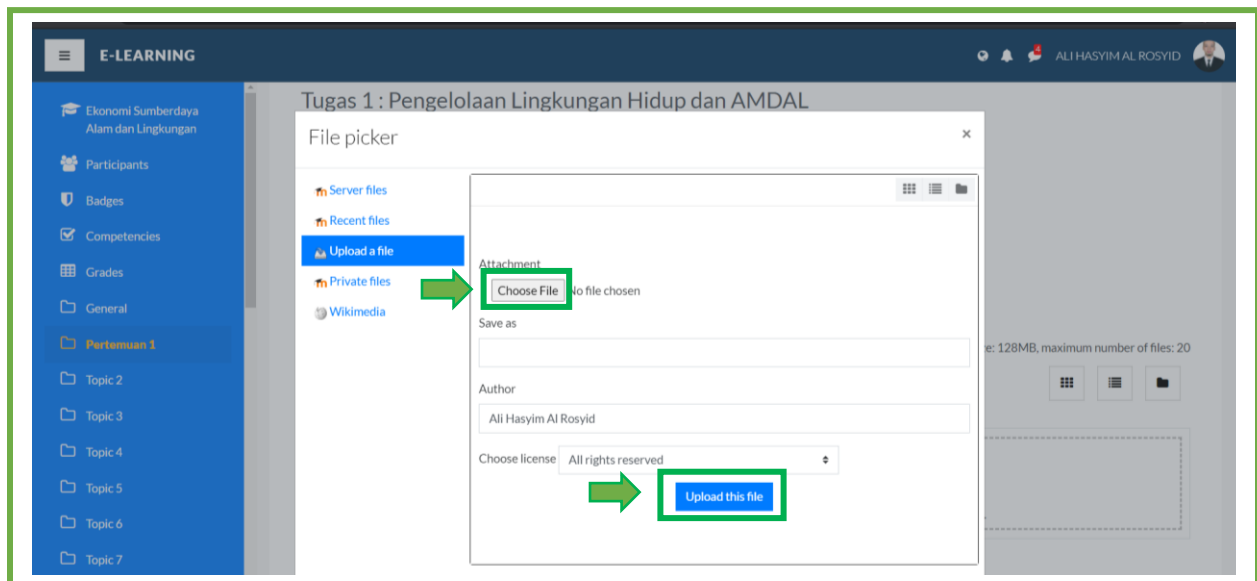 E-LEARNING
4
ALI HASYIM AL ROSYID
Ekonomi Sumberdaya
Alam dan Lingkungan
Participants
Badges
Competencies
Grades
General
Pertemuan 1
Topic 2
Topic 3
Topic 4
Topic 5
Topic 6
Topic 7
Tugas 1 : Pengelolaan Lingkungan Hidup dan AMDAL
File picker
×
Server files
Recent files
Upload a file
Private files
Wikimedia
Attachment
Choose File No file chosen
Save as
Author
Ali Hasyim Al Rosyid
Choose license All rights reserved
Upload this file
e: 128MB, maximum number of files: 20